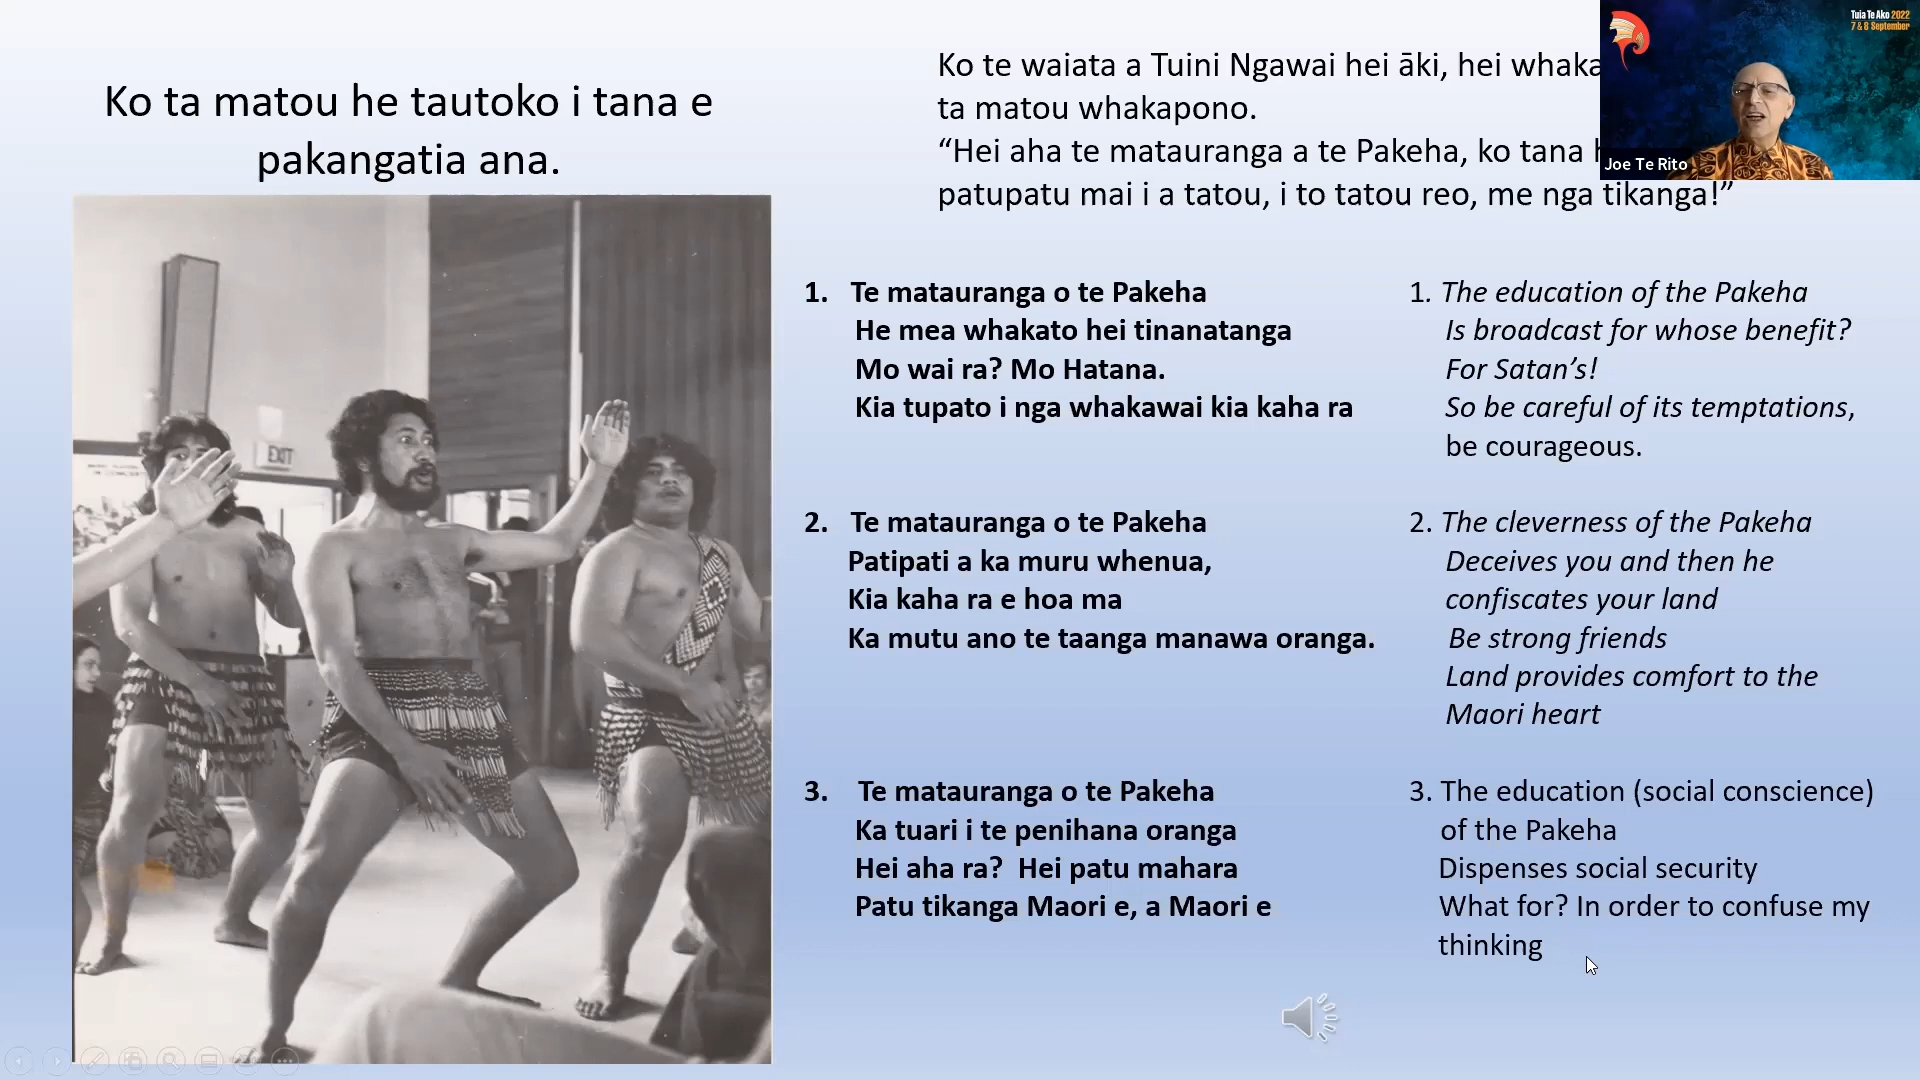 Ko ta matou he tautoko i tana e
pakangatia ana.
Ko te waiata a Tuini Ngawai hei āki, hei
ta matou whakapono.
“Hei aha te matauranga a te Pakeha, ko tana
patupatu mai i a tatou, i to tatou reo, me nga tikanga!”
Tuia Te Ako 2022
7 & 8 September
Joe Te Rito
EXIT
1. Te matauranga o te Pakeha
He mea whakato hei tinanatanga
Mo wai ra? Mo Hatana.
Kia tupato i nga whakawai kia kaha ra
1. The education of the Pakeha
Is broadcast for whose benefit?
For Satan’s!
So be careful of its temptations,
be courageous.
2. Te matauranga o te Pakeha
Patipati a ka muru whenua,
Kia kaha ra e hoa ma
Ka mutu ano te taanga manawa oranga.
2. The cleverness of the Pakeha
Deceives you and then he
confiscates your land
Be strong friends
Land provides comfort to the
Maori heart
3. Te matauranga o te Pakeha
Ka tuari i te penihana oranga
Hei aha ra? Hei patu mahara
Patu tikanga Maori e, a Maori e
3. The education (social conscience)
of the Pakeha
Dispenses social security
What for? In order to confuse my
thinking